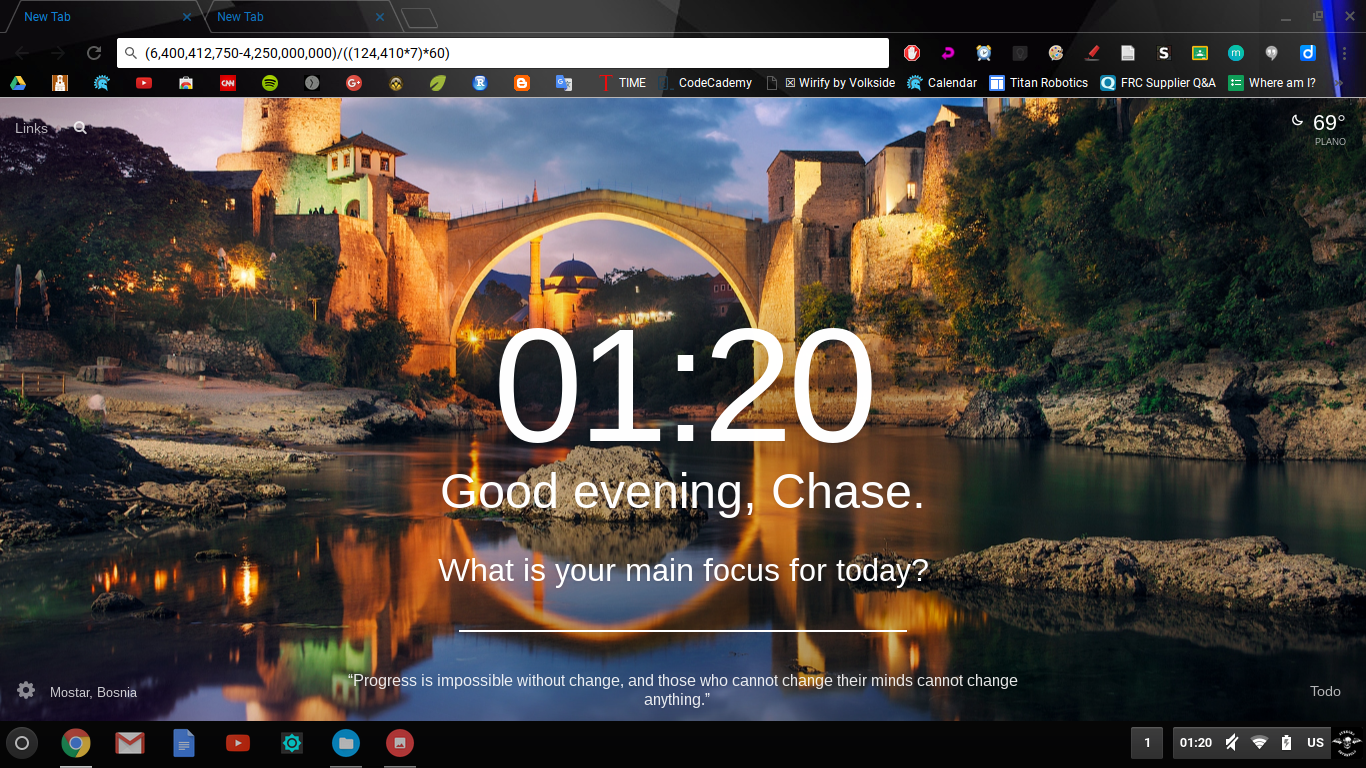 New Tab
New Tab
(6,400,412,750-4,250,000,000)/((124,410*7)*60)
S
m
CNN
TIME
CodeCademy
☒ Wirify by Volkside
Calendar
Titan Robotics
FRC Supplier Q&A
Where am I?
Links
69°
PLANO
01:20
Good evening, Chase.
What is your main focus for today?
“Progress is impossible without change, and those who cannot change their minds cannot change
anything.”
Mostar, Bosnia
Todo
1
01:20
US